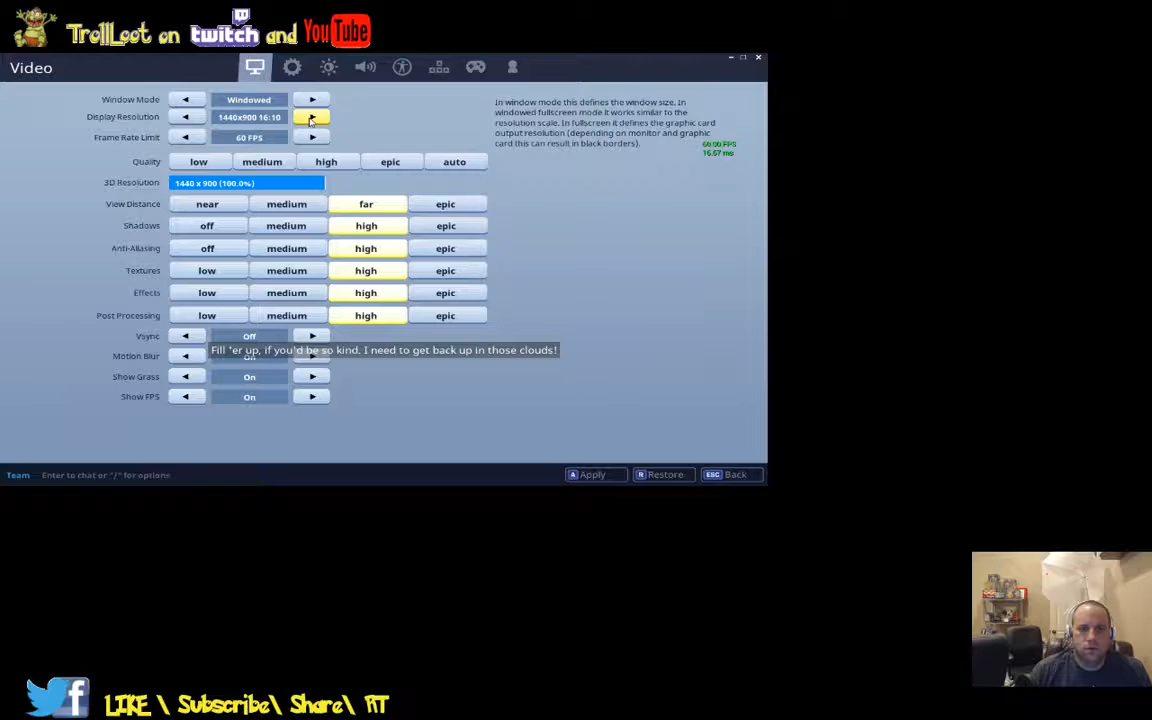 TrollLoot on twitch and YouTube
Video
Window Mode ◄ Windowed ►
Display Resolution ◄ 1440x900 16:10 ►
Frame Rate Limit ◄ 60 FPS ►
Quality low medium high epic auto
3D Resolution 1440 x 900 (100.0%)
View Distance near medium far epic
Shadows off medium high epic
Anti-Aliasing off medium high epic
Textures low medium high epic
Effects low medium high epic
Post Processing low medium high epic
Vsync ◄ Off ►
Fill 'er up, if you'd be so kind. I need to get back up in those clouds!
Motion Blur ◄ Off ►
Show Grass ◄ On ►
Show FPS ◄ On ►
In window mode this defines the window size. In
windowed fullscreen mode it works similar to the
resolution scale. In fullscreen it defines the graphic card
output resolution (depending on monitor and graphic
card this can result in black borders).
60.00 FPS
16.67 ms
Team Enter to chat or "/" for options
A Apply R Restore ESC Back
LIKE \ Subscribe\ Share\ RT